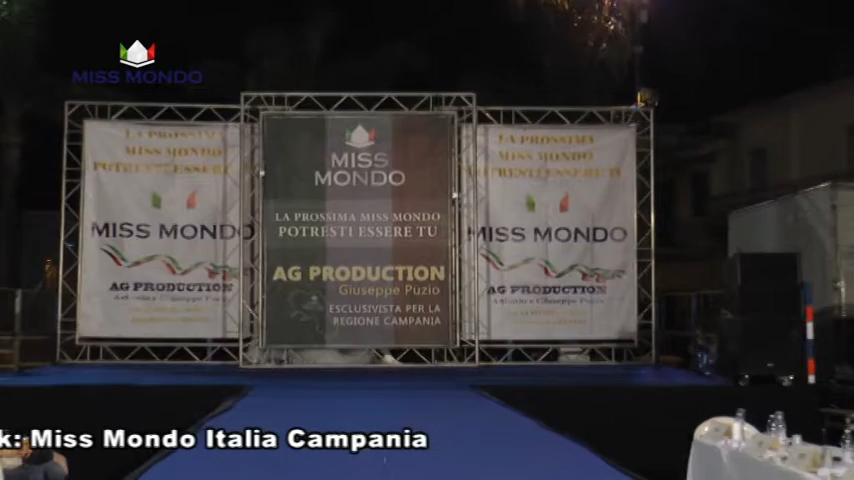 MISS MONDO
LA PROSSIMA
MISS MONDO
POTRESTI ESSERE
MISS MONDO
AG PRODUCTION
MISS
MONDO
LA PROSSIMA MISS MONDO
POTRESTI ESSERE TU
AG PRODUCTION
Giuseppe Puzio
ESCLUSIVISTA PER LA
REGIONE CAMPANIA
LA PROSSIMA
MISS MONDO
POTRESTI ESSERE TU
MISS MONDO
AG PRODUCTION
k: Miss Mondo Italia Campania